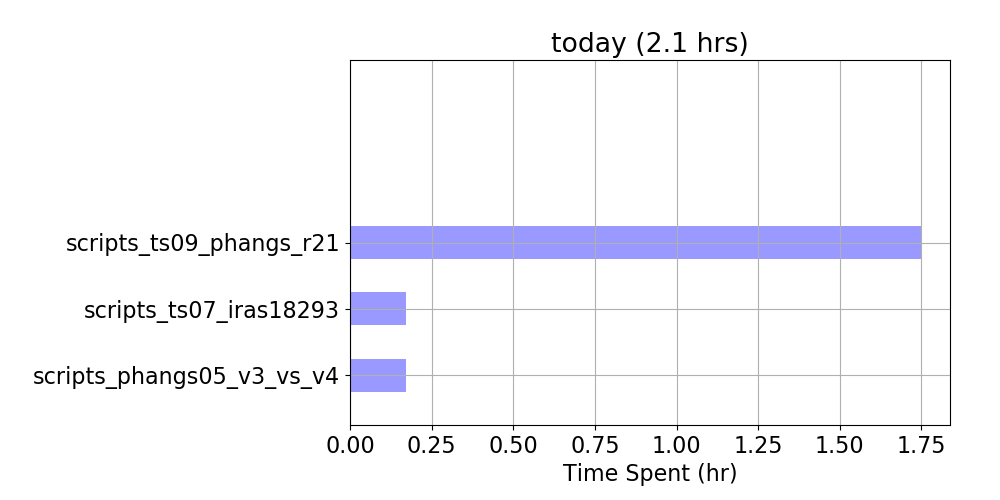 today (2.1 hrs)
scripts_ts09_phangs_r21
scripts_ts07_iras18293
scripts_phangs05_v3_vs_v4
0.00 0.25 0.50 0.75 1.00 1.25 1.50 1.75
Time Spent (hr)